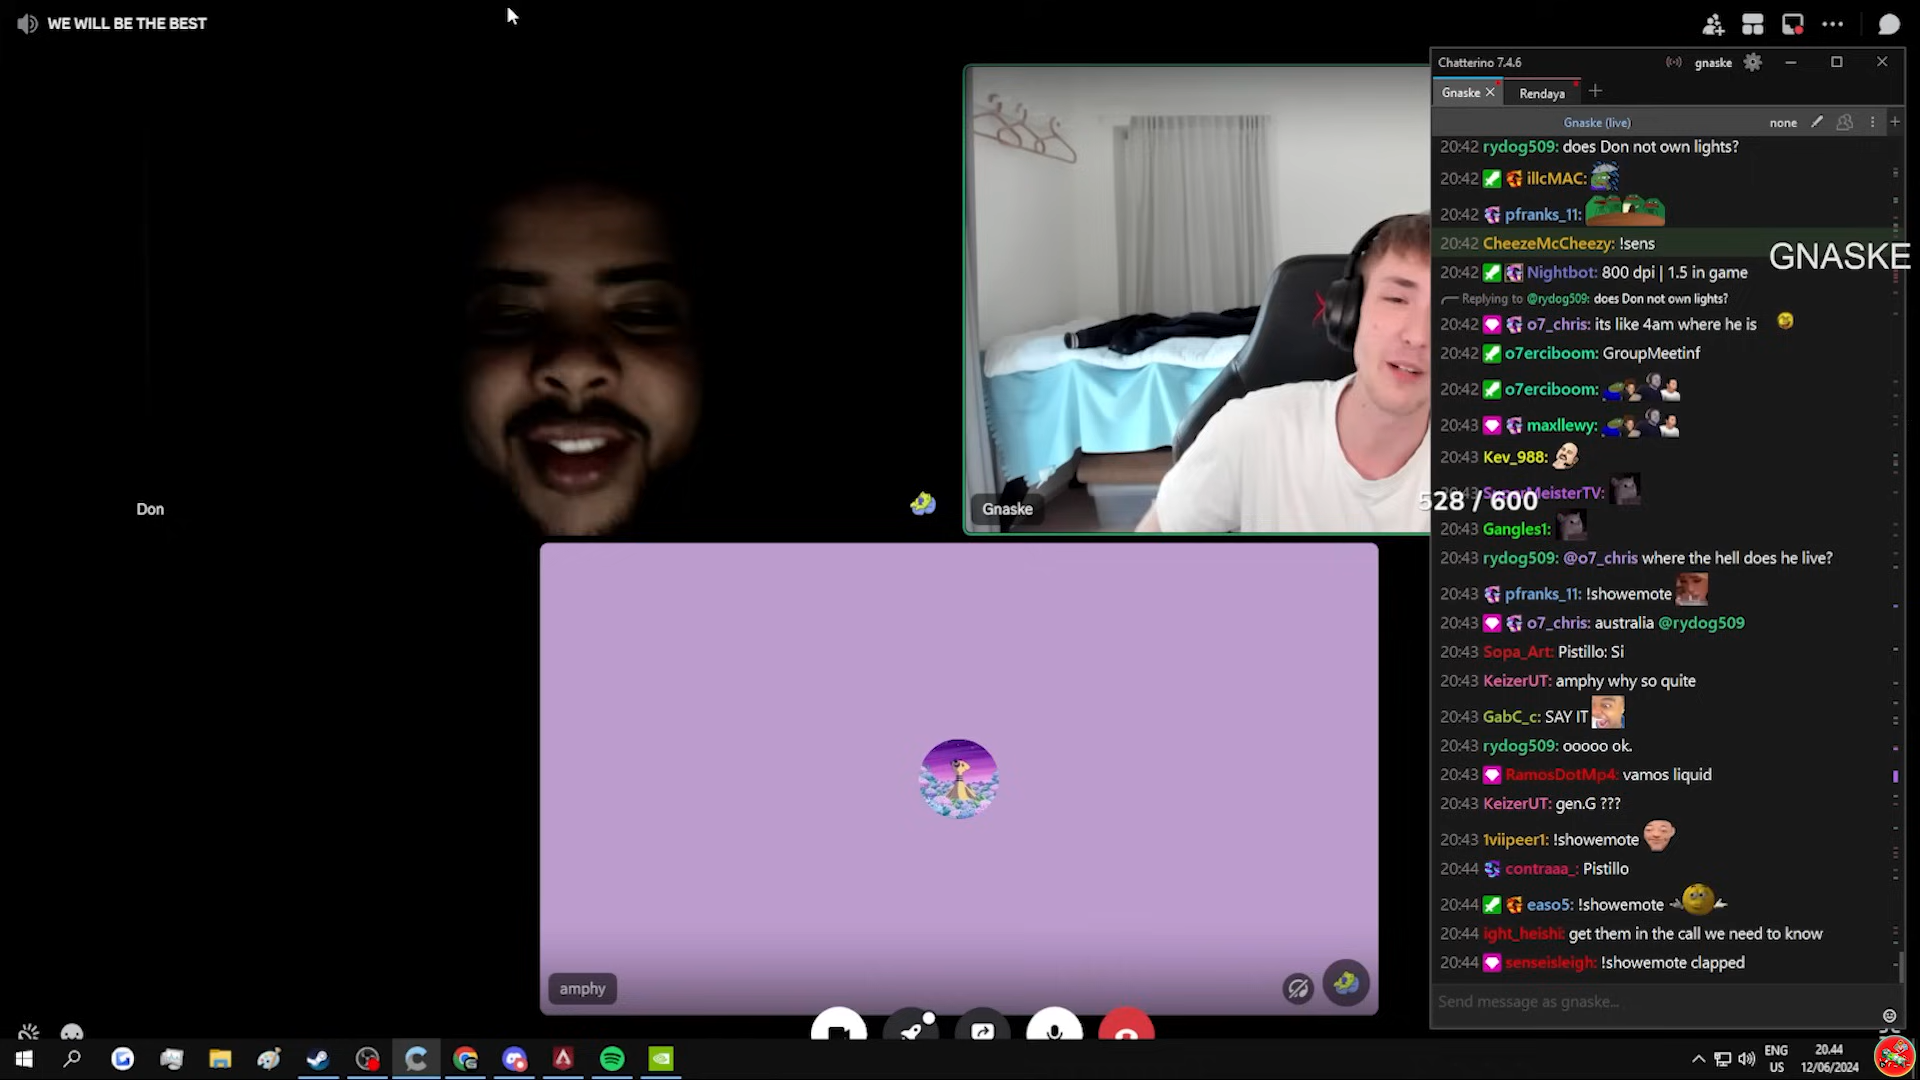 WE WILL BE THE BEST
Chatterino 7.4.6
gnaske
Gnaske
Rendaya
Gnaske (live)
none
20:42 rydog509: does Don not own lights?
20:42 illcMAC:
20:42 pfranks_11:
20:42 CheezeMcCheezy: !sens
GNASKE
20:42 Nightbot: 800 dpi | 1.5 in game
Replying to @rydog509: does Don not own lights?
20:42 o7_chris: its like 4am where he is
20:42 o7erciboom: GroupMeetinf
20:42 o7erciboom:
20:43 maxllewy:
20:43 Kev_988:
20:43 SuperMeisterTV:
528 / 600
20:43 Gangles1:
20:43 rydog509: @o7_chris where the hell does he live?
20:43 pfranks_11: !showemote
20:43 o7_chris: australia @rydog509
20:43 Sopa_Art: Pistillo: Si
20:43 KeizerUT: amphy why so quite
20:43 GabC_c: SAY IT
20:43 rydog509: ooooo ok.
20:43 RamosDotMp4: vamos liquid
20:43 KeizerUT: gen.G ???
20:43 1viipeer1: !showemote
20:44 contraaa_: Pistillo
20:44 easo5: !showemote
ight_heishi: get them in the call we need to know
20:44 senseisleigh: !showemote clapped
Send message as gnaske...
Don
Gnaske
amphy
ENG
US
20.44
12/06/2024